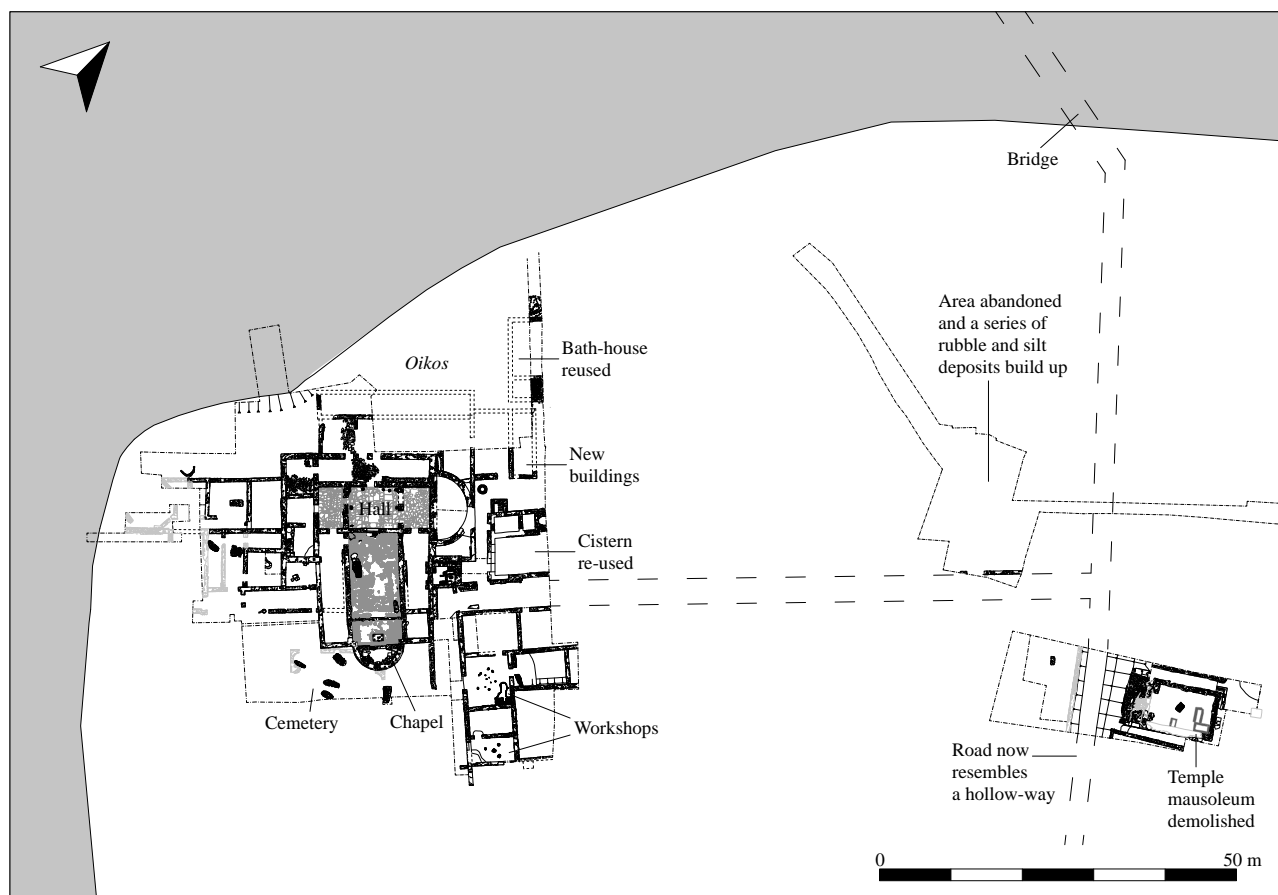 Bridge
Area abandoned
and a series of
rubble and silt
deposits build up
Oikos
Bath-house
reused
New
buildings
Hall
Cistern
re-used
Cemetery
Chapel
Workshops
Road now
resembles
a hollow-way
Temple
mausoleum
demolished
0
50 m